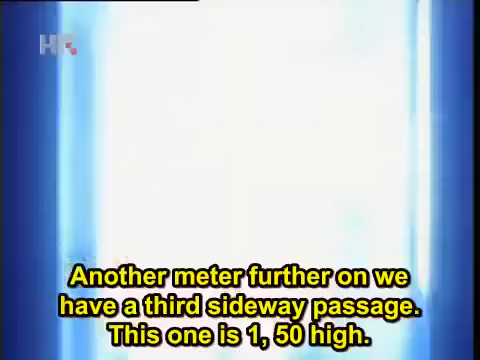 HR
Another meter further on we
have a third sideway passage.
This one is 1, 50 high.